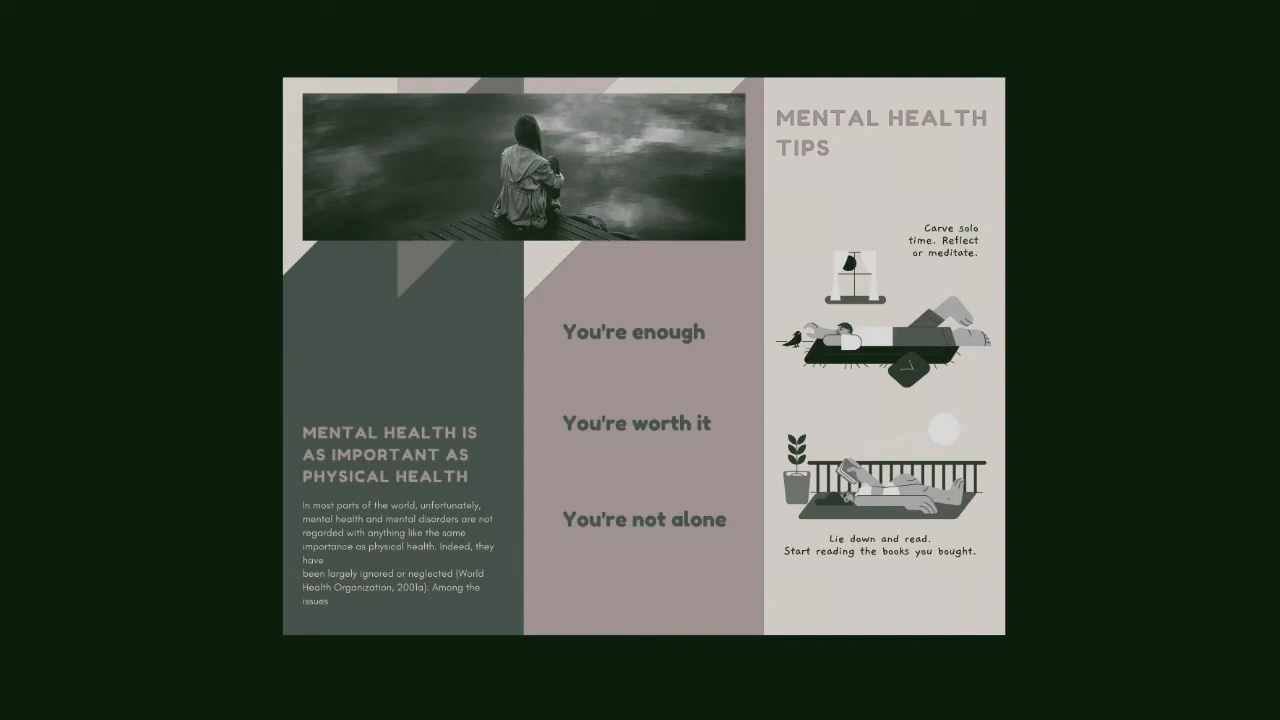 MENTAL HEALTH IS
AS IMPORTANT AS
PHYSICAL HEALTH
In most parts of the world, unfortunately,
mental health and mental disorders are not
regarded with anything like the same
importance as physical health. Indeed, they
have
been largely ignored or neglected (World
Health Organization, 2001a). Among the
issues
You're enough
You're worth it
You're not alone
MENTAL HEALTH
TIPS
Carve solo
time. Reflect
or meditate.
Lie down and read.
Start reading the books you bought.